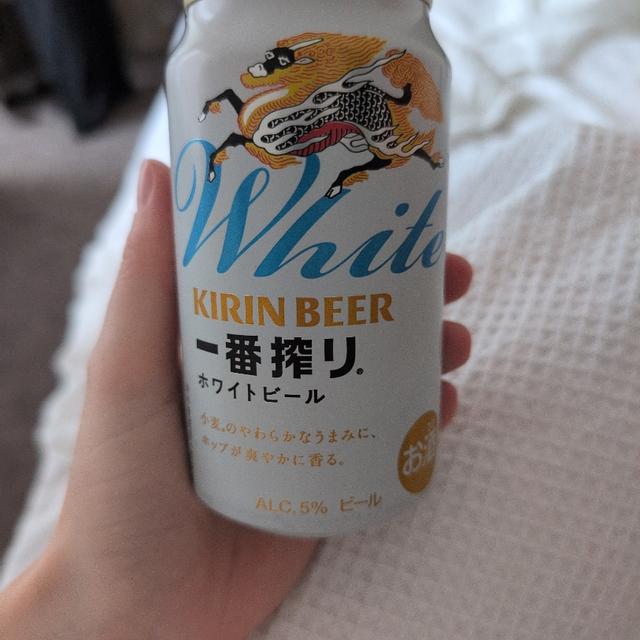 White
KIRIN BEER
一番搾り®
ホワイトビール
小麦のやわらかなうまみに、
ホップが爽やかに香る。
お酒
ALC.5% ビール